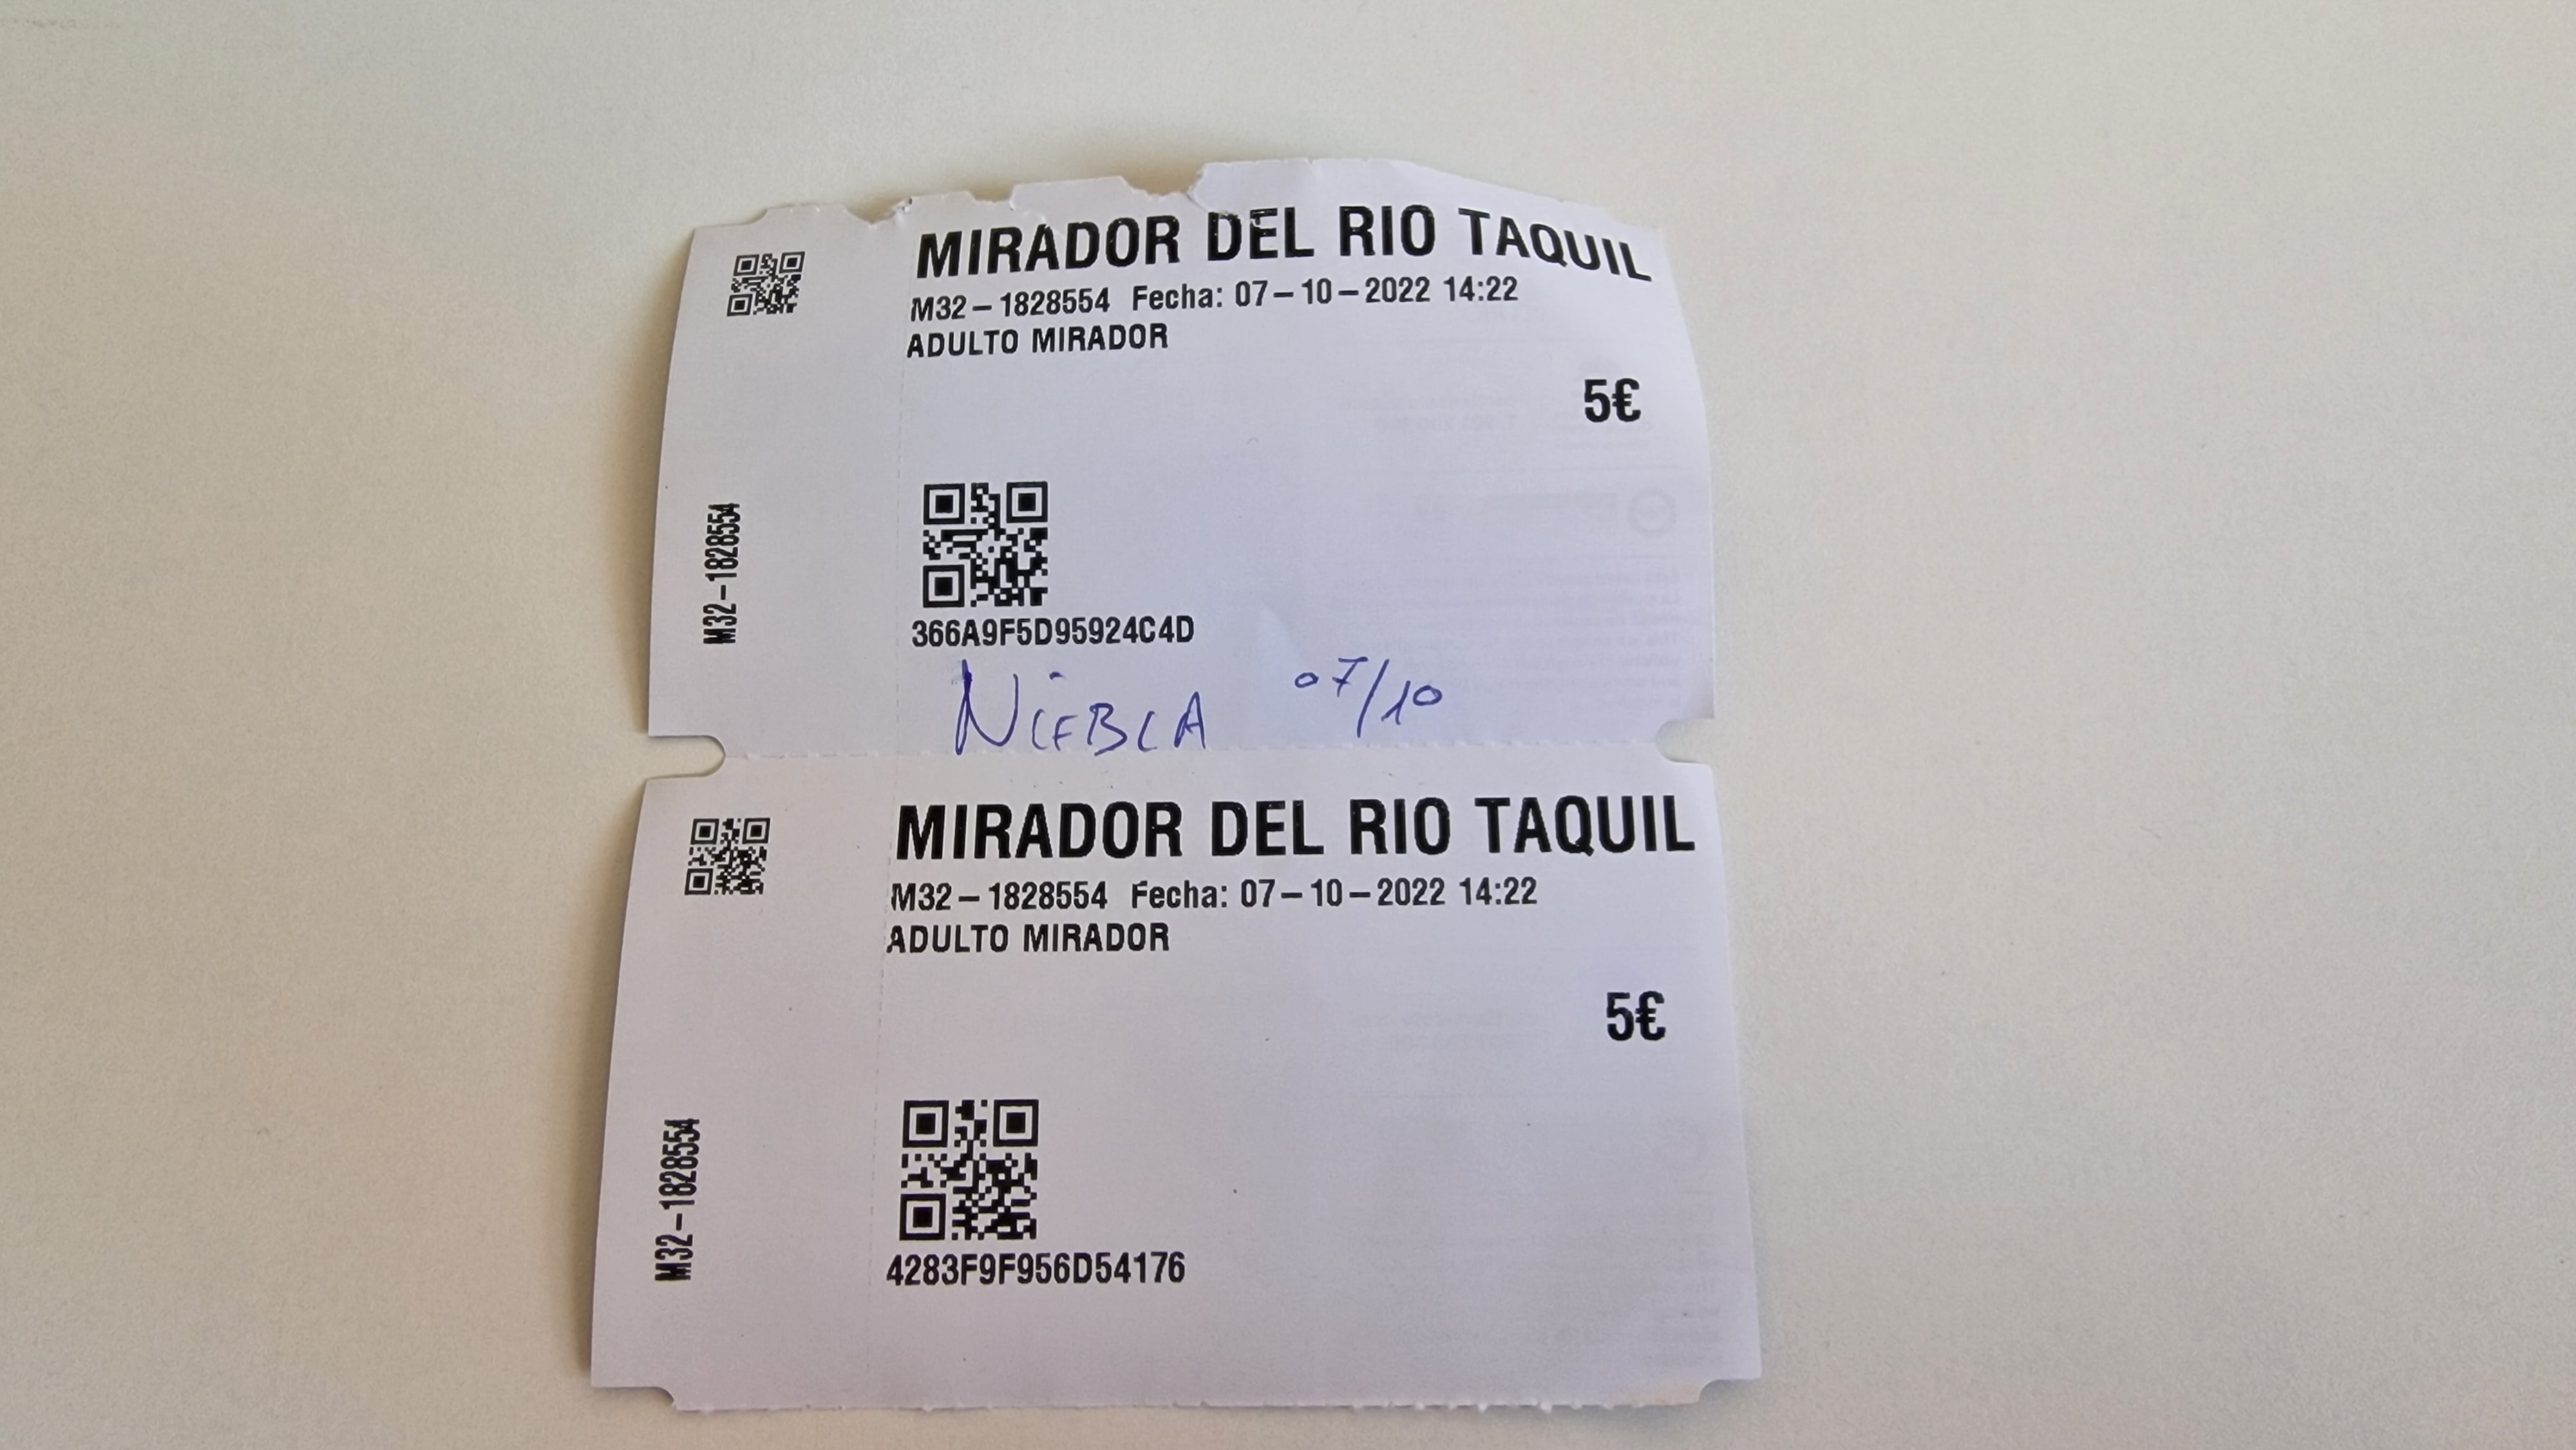 MIRADOR DEL RIO TAQUIL
M32-1828554 Fecha: 07-10-2022 14:22
ADULTO MIRADOR
5€
M32-1828554
366A9F5D95924C4D
NiEBLA 07/10
MIRADOR DEL RIO TAQUIL
M32-1828554 Fecha: 07-10-2022 14:22
ADULTO MIRADOR
5€
M32-1828554
4283F9F956D54176